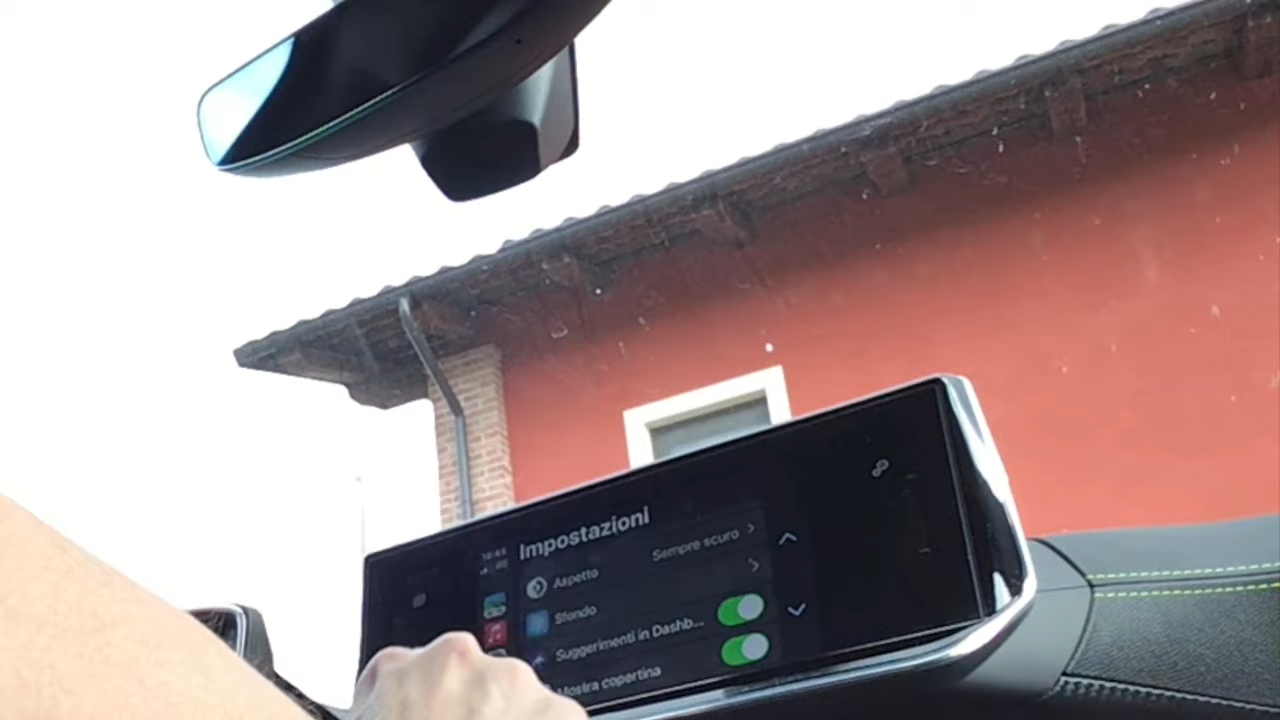 Impostazioni
Aspetto Sempre scuro
Sfondo
Suggerimenti in Dashb...
Mostra copertina